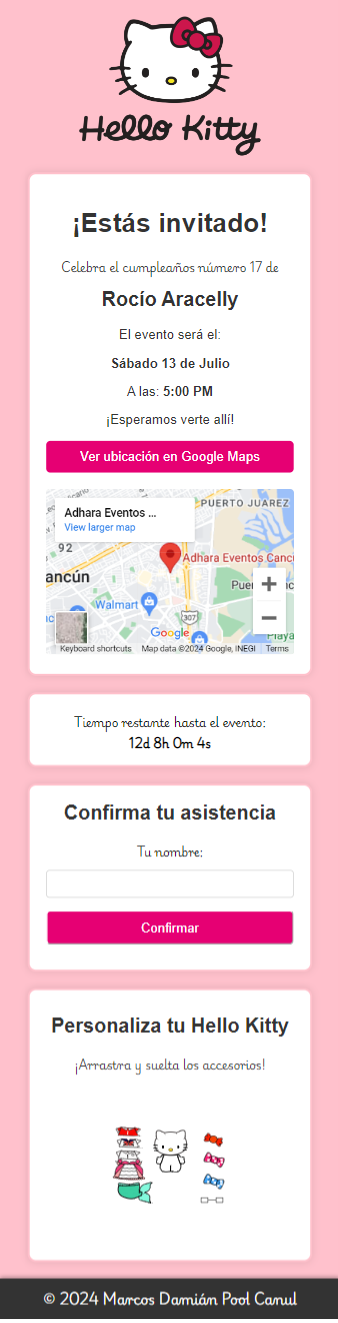 Hello Kitty
¡Estás invitado!
Celebra el cumpleaños número 17 de
Rocío Aracelly
El evento será el:
Sábado 13 de Julio
A las: 5:00 PM
¡Esperamos verte allí!
Ver ubicación en Google Maps
Adhara Eventos ...
View larger map
PUERTO JUAREZ
92
Adhara Eventos Canc
ancún
Puer
Walmart
307
Google
Playa
Keyboard shortcuts Map data ©2024 Google, INEGI Terms
Tiempo restante hasta el evento:
12d 8h 0m 4s
Confirma tu asistencia
Tu nombre:
Confirmar
Personaliza tu Hello Kitty
¡Arrastra y suelta los accesorios!
© 2024 Marcos Damián Pool Canul